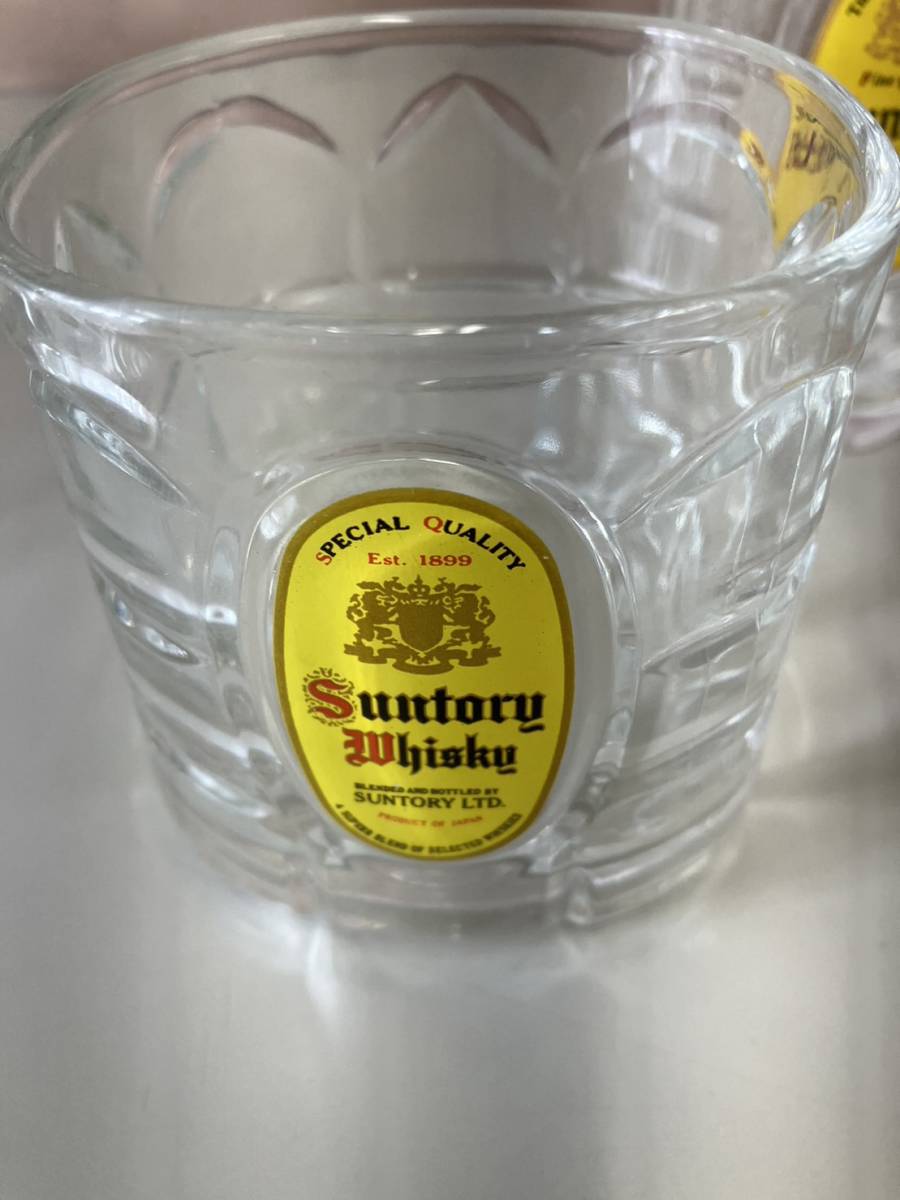 SPECIAL QUALITY
Est. 1899
Suntory
Whisky
BLENDED AND BOTTLED BY
SUNTORY LTD.
PRODUCT OF JAPAN
A SUPERB BLEND OF SELECTED WHISKIES